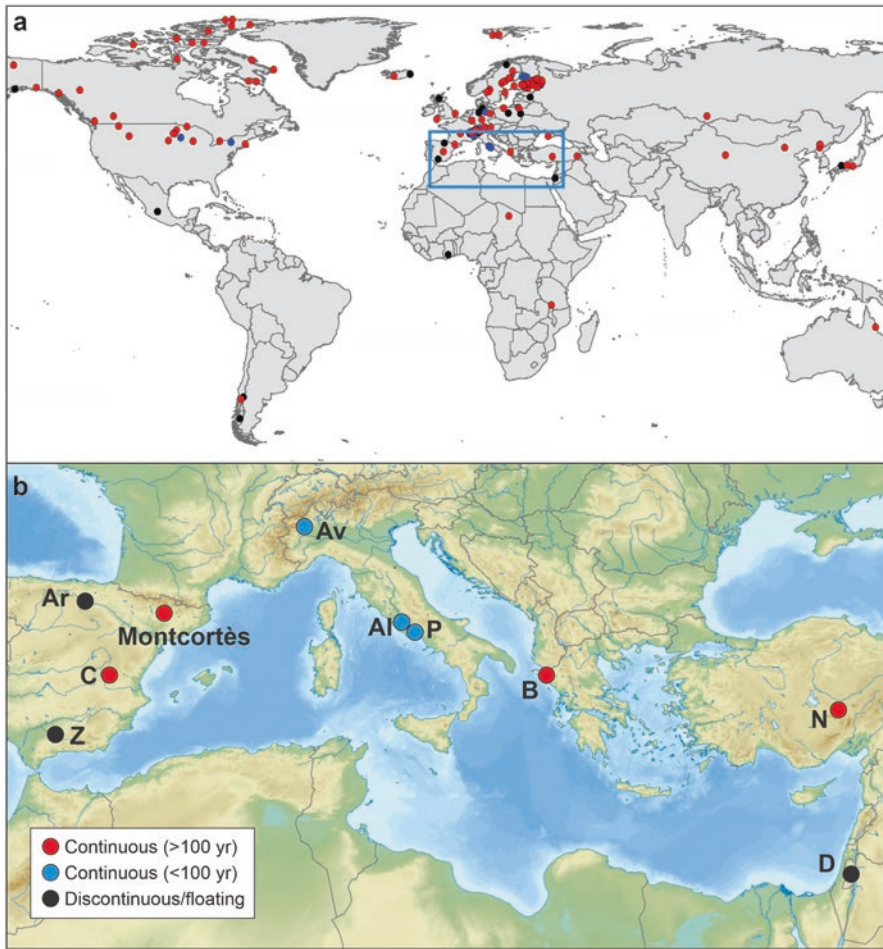 a
b
Av
Ar
Montcortès
Al
P
C
B
N
Z
D
Continuous (>100 yr)
Continuous (<100 yr)
Discontinuous/floating